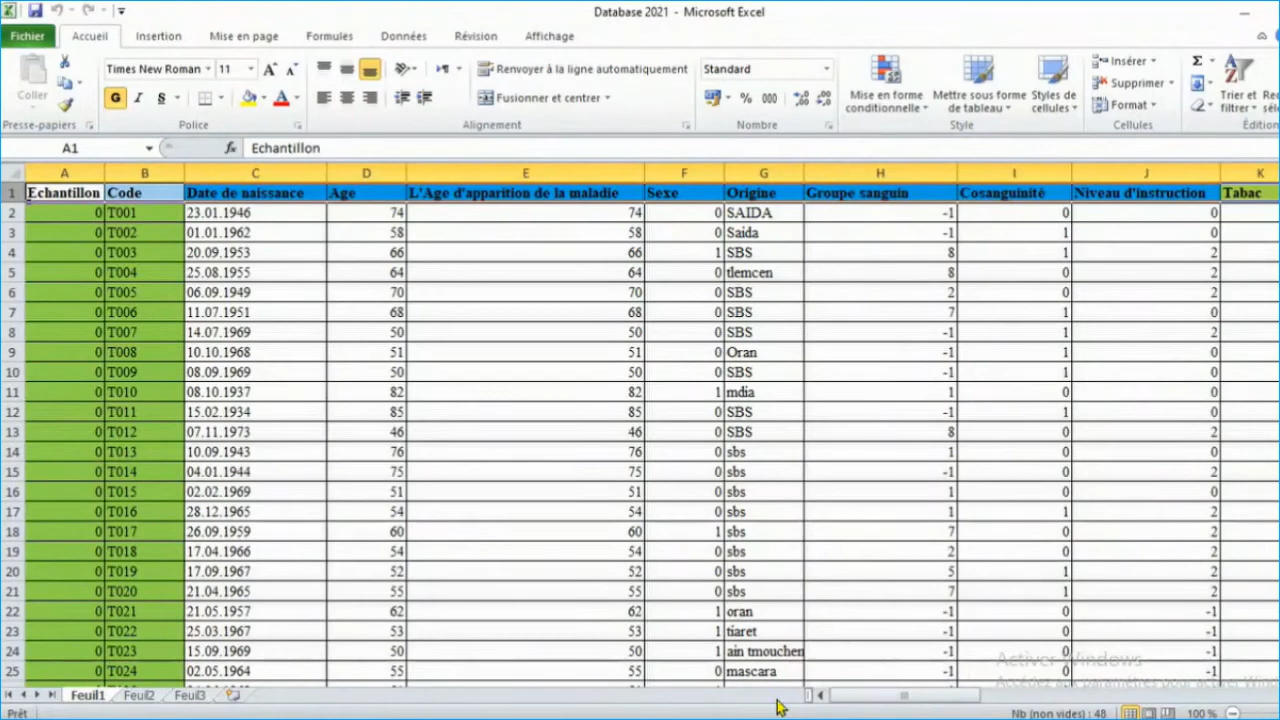 Database 2021 - Microsoft Excel
Fichier Accueil Insertion Mise en page Formules Données Révision Affichage
Coller
Presse-papiers
Times New Roman 11
G I S
Police
Renvoyer à la ligne automatiquement
Fusionner et centrer
Alignement
Standard
% 000
Nombre
Mise en forme conditionnelle
Mettre sous forme de tableau
Styles de cellules
Style
Insérer
Supprimer
Format
Cellules
Σ
Trier et
filtrer
A1 fx Echantillon
A B C D E F G H I J K
1 Echantillon Code Date de naissance Age L'Age d'apparition de la maladie Sexe Origine Groupe sanguin Cosanguinité Niveau d'instruction Tabac
2 0 T001 23.01.1946 74 74 0 SAIDA -1 0 0
3 0 T002 01.01.1962 58 58 0 Saida -1 1 0
4 0 T003 20.09.1953 66 66 1 SBS 8 1 2
5 0 T004 25.08.1955 64 64 0 tlemcen 8 0 2
6 0 T005 06.09.1949 70 70 0 SBS 2 0 2
7 0 T006 11.07.1951 68 68 0 SBS 7 1 0
8 0 T007 14.07.1969 50 50 0 SBS -1 1 2
9 0 T008 10.10.1968 51 51 0 Oran -1 1 0
10 0 T009 08.09.1969 50 50 0 SBS -1 1 0
11 0 T010 08.10.1937 82 82 1 mdia 1 0 0
12 0 T011 15.02.1934 85 85 0 SBS -1 1 0
13 0 T012 07.11.1973 46 46 0 SBS 8 0 2
14 0 T013 10.09.1943 76 76 0 sbs 1 0 0
15 0 T014 04.01.1944 75 75 0 sbs -1 0 2
16 0 T015 02.02.1969 51 51 0 sbs 1 0 0
17 0 T016 28.12.1965 54 54 0 sbs 1 1 2
18 0 T017 26.09.1959 60 60 1 sbs 7 0 2
19 0 T018 17.04.1966 54 54 0 sbs 2 0 2
20 0 T019 17.09.1967 52 52 0 sbs 5 1 2
21 0 T020 21.04.1965 55 55 0 sbs 7 1 2
22 0 T021 21.05.1957 62 62 1 oran -1 0 -1
23 0 T022 25.03.1967 53 53 1 tiaret -1 0 -1
24 0 T023 15.09.1969 50 50 1 ain tmouchen -1 0 -1
25 0 T024 02.05.1964 55 55 0 mascara -1 0 -1
Activer Windows
Feuil1 Feuil2 Feuil3
Prêt Nb (non vides) : 48 100 %